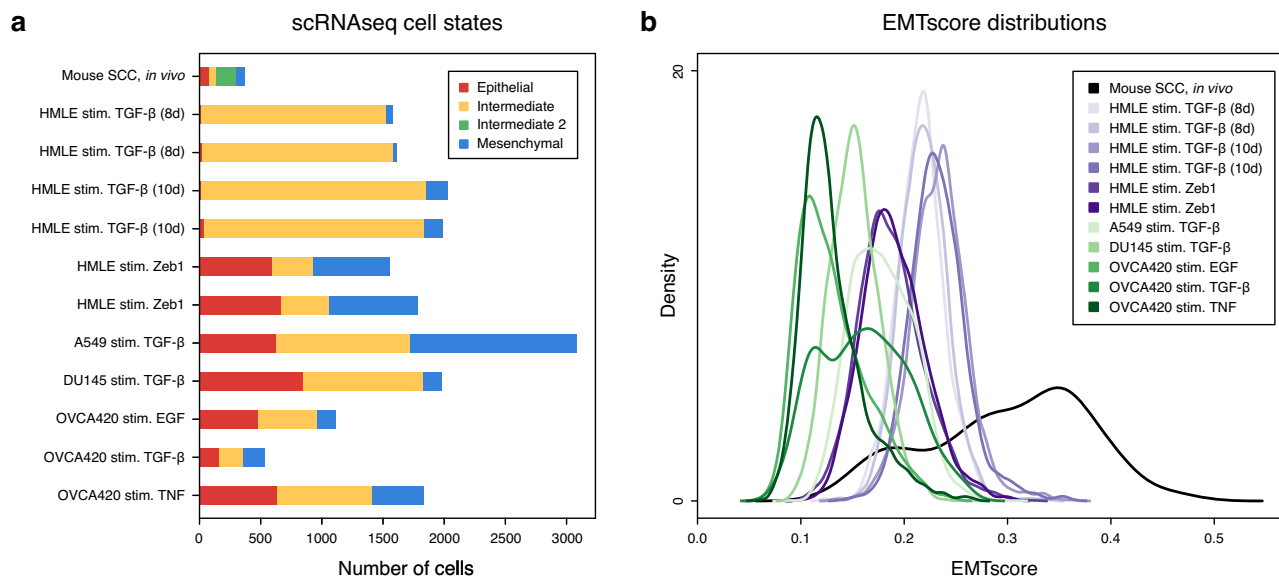 a
scRNAseq cell states
Mouse SCC, in vivo
HMLE stim. TGF-β (8d)
HMLE stim. TGF-β (8d)
HMLE stim. TGF-β (10d)
HMLE stim. TGF-β (10d)
HMLE stim. Zeb1
HMLE stim. Zeb1
A549 stim. TGF-β
DU145 stim. TGF-β
OVCA420 stim. EGF
OVCA420 stim. TGF-β
OVCA420 stim. TNF
Epithelial
Intermediate
Intermediate 2
Mesenchymal
0 500 1000 1500 2000 2500 3000
Number of cells
b
EMTscore distributions
20
Density
0
Mouse SCC, in vivo
HMLE stim. TGF-β (8d)
HMLE stim. TGF-β (8d)
HMLE stim. TGF-β (10d)
HMLE stim. TGF-β (10d)
HMLE stim. Zeb1
HMLE stim. Zeb1
A549 stim. TGF-β
DU145 stim. TGF-β
OVCA420 stim. EGF
OVCA420 stim. TGF-β
OVCA420 stim. TNF
0.0 0.1 0.2 0.3 0.4 0.5
EMTscore